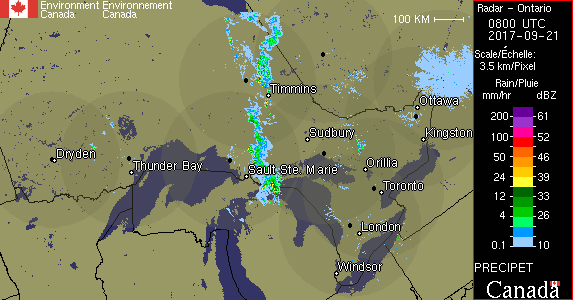 Environment Environnement
Canada Canada
100 KM
Timmins
Ottawa
Sudbury
Kingston
Dryden
Thunder Bay
Sault Ste. Marie
Orillia
Toronto
London
Windsor
Radar - Ontario
0800 UTC
2017-09-21
Scale/Échelle:
3.5 km/Pixel
Rain/Pluie
mm/hr dBZ
200 61
100 52
50 46
24 39
12 33
4 26
2 20
0.1 10
PRECIPET
Canada